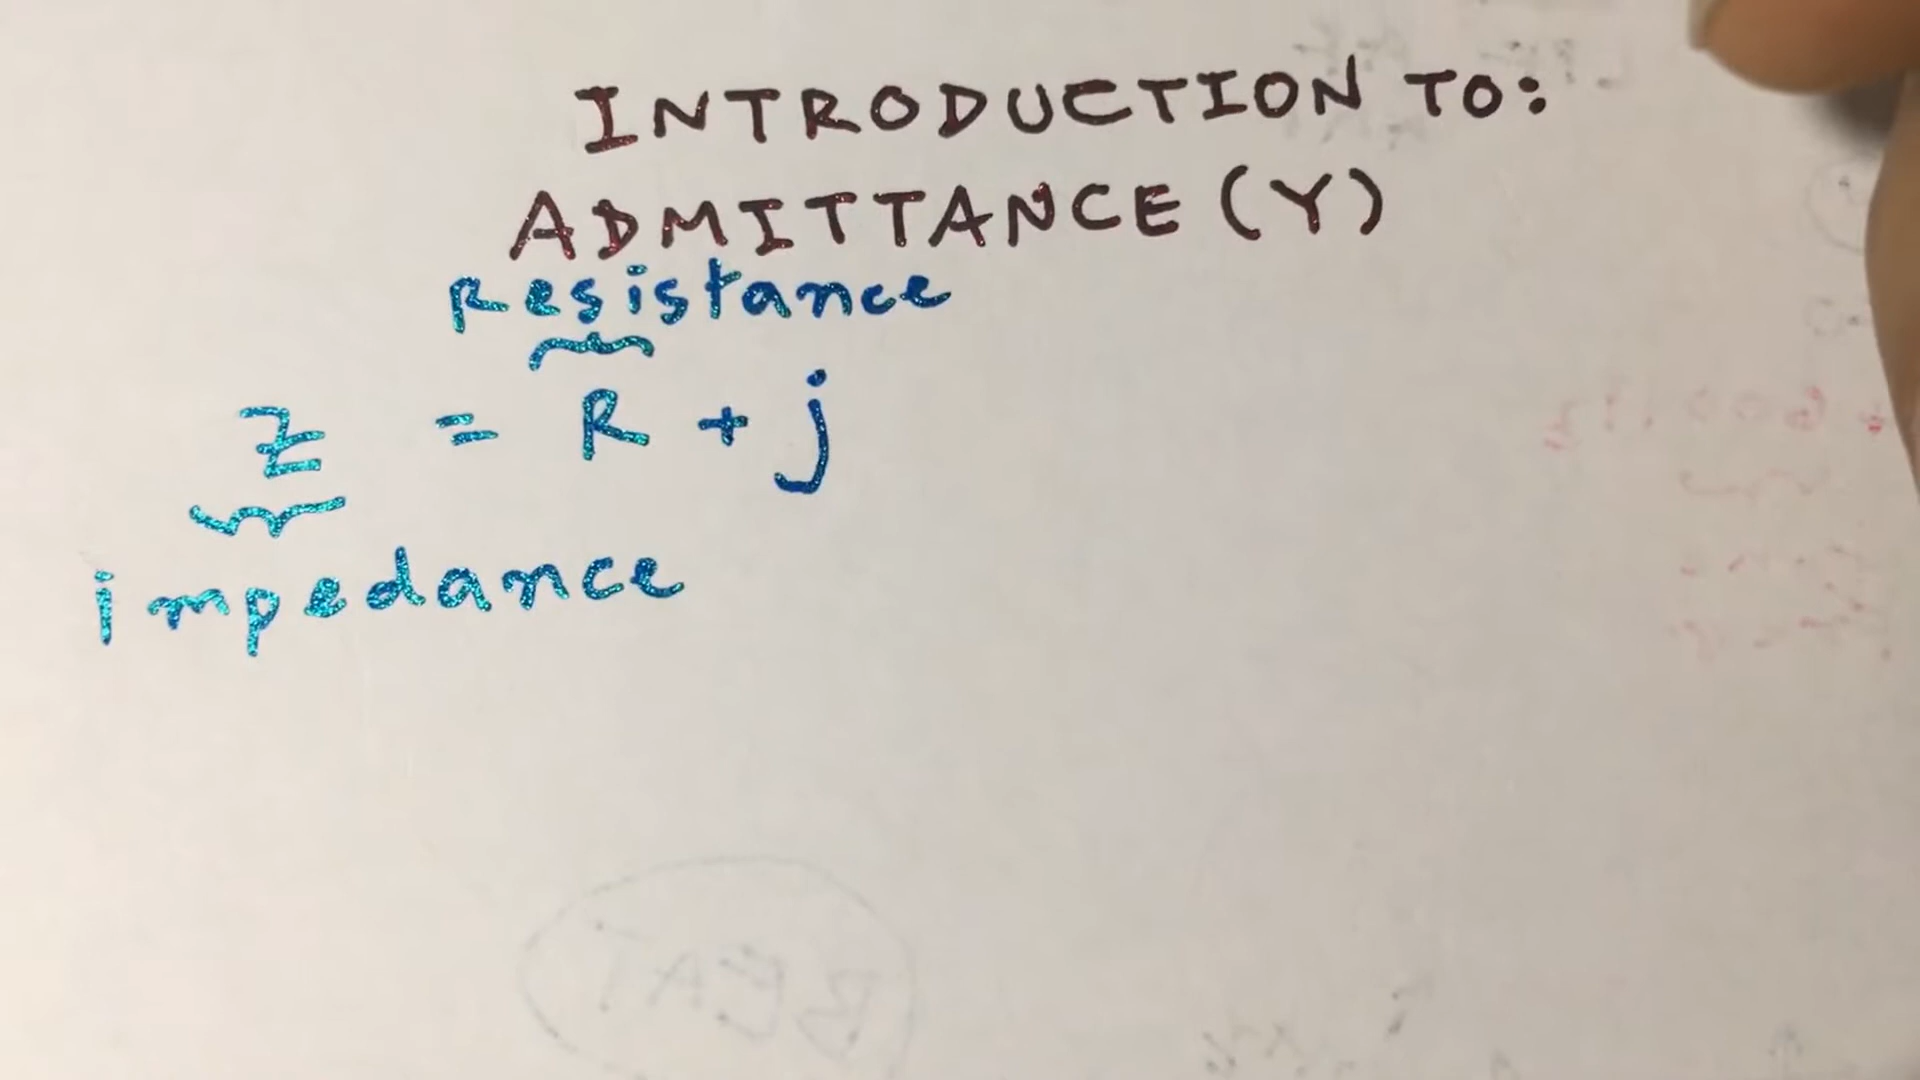 INTRODUCTION TO:
ADMITTANCE (Y)
Resistance
Z = R + j
impedance